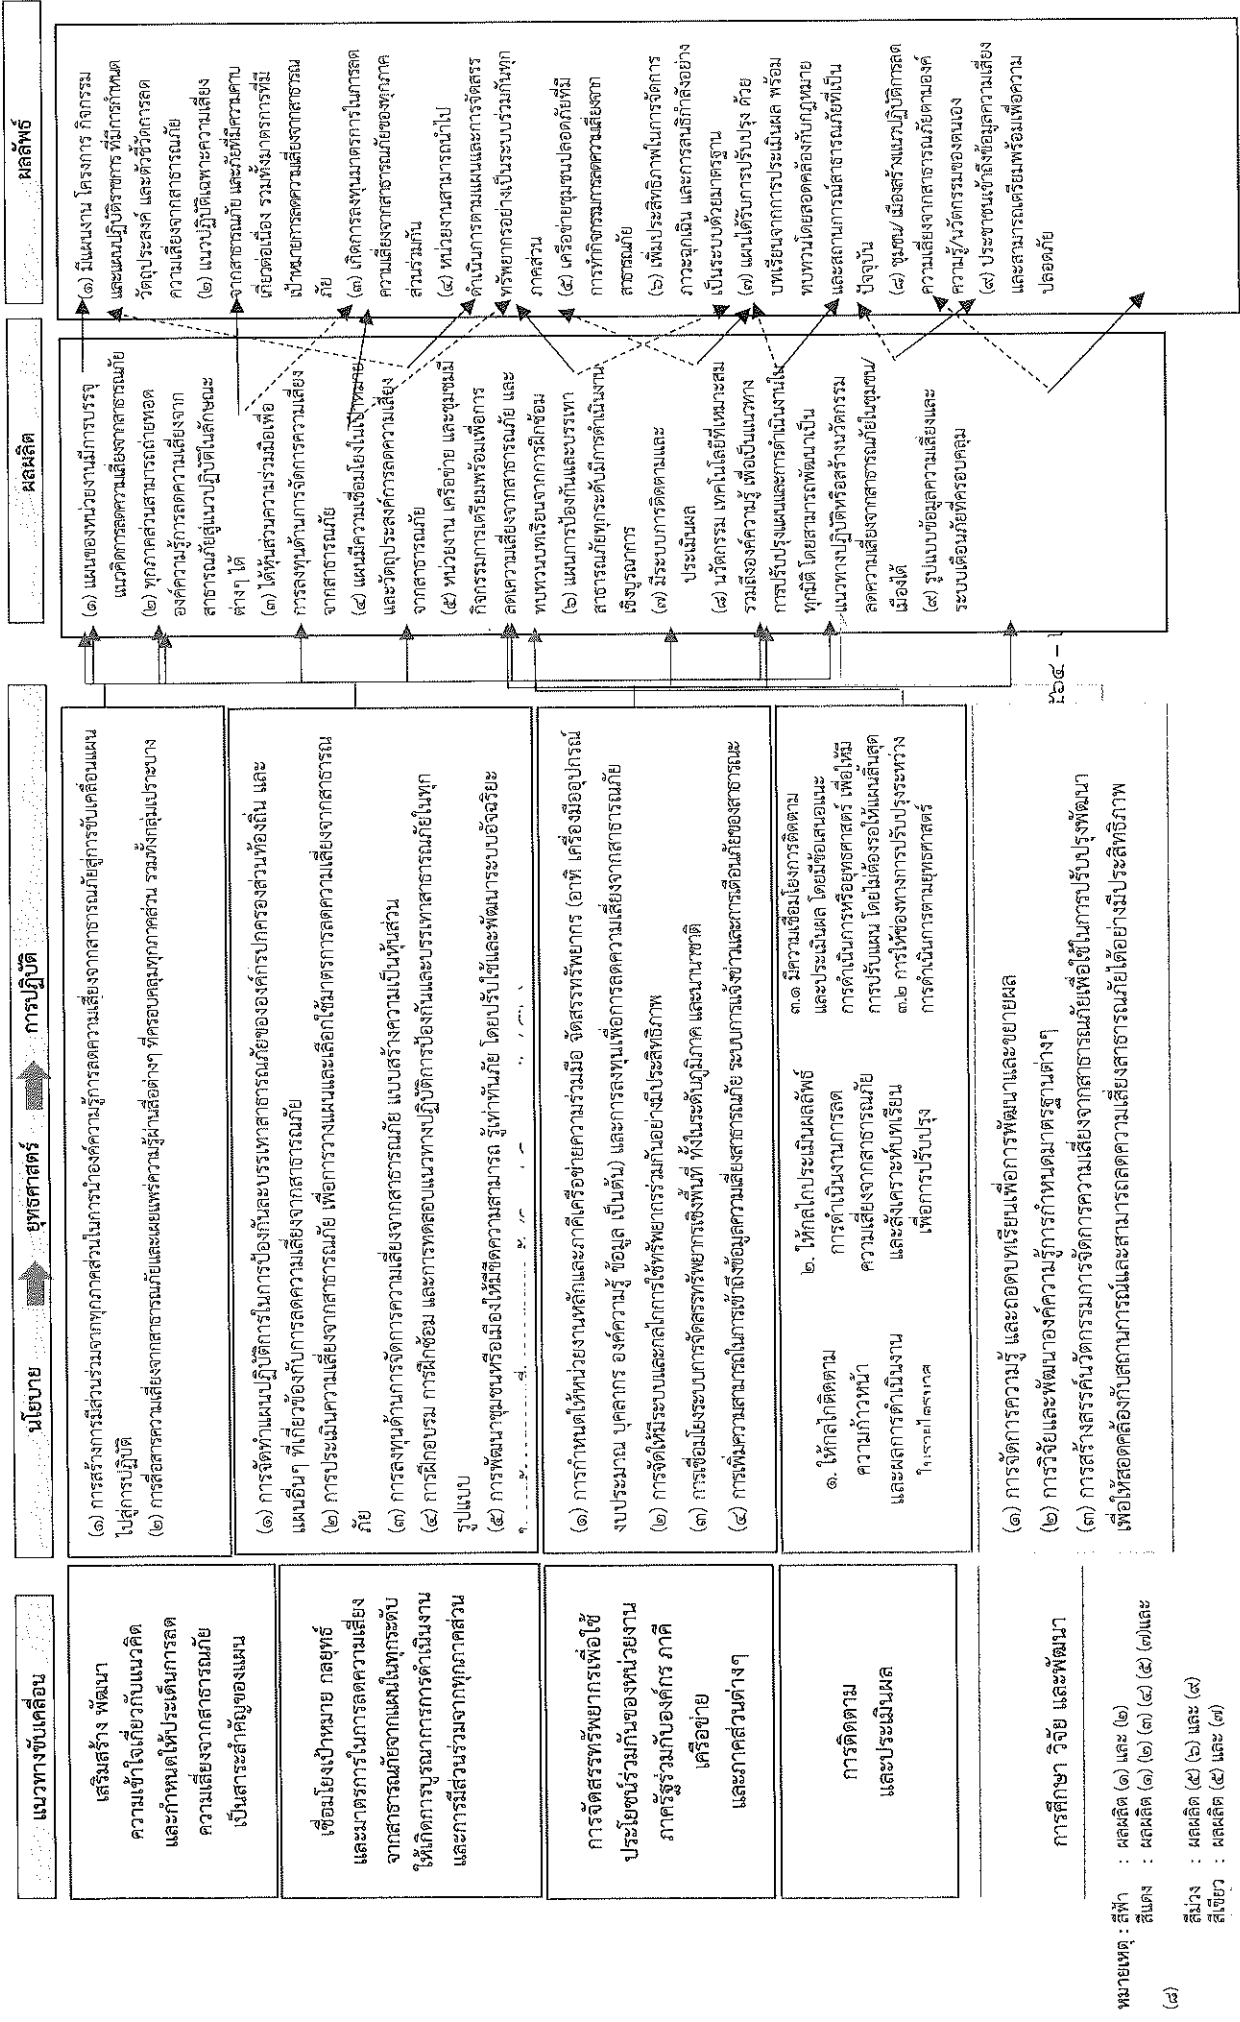 แนวทางขับเคลื่อน
นโยบาย
ยุทธศาสตร์
การปฏิบัติ
ผลผลิต
ผลลัพธ์
เสริมสร้าง พัฒนา
ความเข้าใจเกี่ยวกับแนวคิด
และกำหนดให้ประเด็นการลด
ความเสี่ยงจากสาธารณภัย
เป็นสาระสำคัญของแผน
(๑) การสร้างการมีส่วนร่วมจากทุกภาคส่วนในการนำองค์ความรู้การลดความเสี่ยงจากสาธารณภัยสู่การขับเคลื่อนแผน
ไปสู่การปฏิบัติ
(๒) การสื่อสารความเสี่ยงจากสาธารณภัยและเผยแพร่ความรู้ผ่านสื่อต่างๆ ที่ครอบคลุมทุกภาคส่วน รวมทั้งกลุ่มเปราะบาง
เชื่อมโยงเป้าหมาย กลยุทธ์
และมาตรการในการลดความเสี่ยง
จากสาธารณภัยจากแผนในทุกระดับ
ให้เกิดการบูรณาการการดำเนินงาน
และการมีส่วนร่วมจากทุกภาคส่วน
(๑) การจัดทำแผนปฏิบัติการในการป้องกันและบรรเทาสาธารณภัยขององค์กรปกครองส่วนท้องถิ่น และ
แผนอื่นๆ ที่เกี่ยวข้องกับการลดความเสี่ยงจากสาธารณภัย
(๒) การประเมินความเสี่ยงจากสาธารณภัย เพื่อการวางแผนและเลือกใช้มาตรการลดความเสี่ยงจากสาธารณ
ภัย
(๓) การลงทุนด้านการจัดการความเสี่ยงจากสาธารณภัย แบบสร้างความเป็นหุ้นส่วน
(๔) การฝึกอบรม การฝึกซ้อม และการทดสอบแนวทางปฏิบัติการป้องกันและบรรเทาสาธารณภัยในทุก
รูปแบบ
(๕) การพัฒนาชุมชนหรือเมืองให้มีขีดความสามารถ รู้เท่าทันภัย โดยปรับใช้และพัฒนาระบบอัจฉริยะ
การจัดสรรทรัพยากรเพื่อใช้
ประโยชน์ร่วมกันของหน่วยงาน
ภาครัฐร่วมกับองค์กร ภาคี
เครือข่าย
และภาคส่วนต่างๆ
(๑) การกำหนดให้หน่วยงานหลักและภาคีเครือข่ายความร่วมมือ จัดสรรทรัพยากร (อาทิ เครื่องมืออุปกรณ์
งบประมาณ บุคลากร องค์ความรู้ ข้อมูล เป็นต้น) และการลงทุนเพื่อการลดความเสี่ยงจากสาธารณภัย
(๒) การจัดให้มีระบบและกลไกการใช้ทรัพยากรร่วมกันอย่างมีประสิทธิภาพ
(๓) การเชื่อมโยงระบบการจัดสรรทรัพยากรเชิงพื้นที่ ทั้งในระดับภูมิภาค และนานาชาติ
(๔) การเพิ่มความสามารถในการเข้าถึงข้อมูลความเสี่ยงสาธารณภัย ระบบการแจ้งข่าวและการเตือนภัยของสาธารณะ
การติดตาม
และประเมินผล
๑. ให้กลไกติดตาม
ความก้าวหน้า
และผลการดำเนินงาน
๒. ให้กลไกประเมินผลลัพธ์
การดำเนินงานการลด
ความเสี่ยงจากสาธารณภัย
และสังเคราะห์บทเรียน
เพื่อการปรับปรุง
๓.๑ มีความเชื่อมโยงการติดตาม
และประเมินผล โดยมีข้อเสนอแนะ
การดำเนินการหรือยุทธศาสตร์ เพื่อให้มี
การปรับแผน โดยไม่ต้องรอให้แผนสิ้นสุด
๓.๒ การให้ช่องทางการปรับปรุงระหว่าง
การดำเนินการตามยุทธศาสตร์
การศึกษา วิจัย และพัฒนา
(๑) การจัดการความรู้ และถอดบทเรียนเพื่อการพัฒนาและขยายผล
(๒) การวิจัยและพัฒนาองค์ความรู้การกำหนดมาตรฐานต่างๆ
(๓) การสร้างสรรค์นวัตกรรมการจัดการความเสี่ยงจากสาธารณภัยเพื่อใช้ในการปรับปรุงพัฒนา
เพื่อให้สอดคล้องกับสถานการณ์และสามารถลดความเสี่ยงสาธารณภัยได้อย่างมีประสิทธิภาพ
(๑) แผนของหน่วยงานมีการบรรจุ
แนวคิดการลดความเสี่ยงจากสาธารณภัย
(๒) ทุกภาคส่วนสามารถถ่ายทอด
องค์ความรู้การลดความเสี่ยงจาก
สาธารณภัยสู่แนวปฏิบัติในลักษณะ
ต่างๆ ได้
(๓) ได้หุ้นส่วนความร่วมมือเพื่อ
การลงทุนด้านการจัดการความเสี่ยง
จากสาธารณภัย
(๔) แผนมีความเชื่อมโยงในเป้าหมาย
และวัตถุประสงค์การลดความเสี่ยง
จากสาธารณภัย
(๕) หน่วยงาน เครือข่าย และชุมชนมี
กิจกรรมการเตรียมพร้อมเพื่อการ
ลดความเสี่ยงจากสาธารณภัย และ
ทบทวนบทเรียนจากการฝึกซ้อม
(๖) แผนการป้องกันและบรรเทา
สาธารณภัยทุกระดับมีการดำเนินงาน
เชิงบูรณาการ
(๗) มีระบบการติดตามและ
ประเมินผล
(๘) นวัตกรรม เทคโนโลยีที่เหมาะสม
รวมถึงองค์ความรู้ เพื่อเป็นแนวทาง
การปรับปรุงแผนและการดำเนินงานใน
ทุกมิติ โดยสามารถพัฒนาเป็น
แนวทางปฏิบัติหรือสร้างนวัตกรรม
ลดความเสี่ยงจากสาธารณภัยในชุมชน/
เมืองได้
(๙) รูปแบบข้อมูลความเสี่ยงและ
ระบบเตือนภัยที่ครอบคลุม
(๑) มีแผนงาน โครงการ กิจกรรม
และแผนปฏิบัติราชการ ที่มีการกำหนด
วัตถุประสงค์ และตัวชี้วัดการลด
ความเสี่ยงจากสาธารณภัย
(๒) แนวปฏิบัติเฉพาะความเสี่ยง
จากสาธารณภัย และภัยที่มีความคาบ
เกี่ยวต่อเนื่อง รวมทั้งมาตรการที่มี
เป้าหมายการลดความเสี่ยงจากสาธารณ
ภัย
(๓) เกิดการลงทุนมาตรการในการลด
ความเสี่ยงจากสาธารณภัยของทุกภาค
ส่วนร่วมกัน
(๔) หน่วยงานสามารถนำไป
ดำเนินการตามแผนและการจัดสรร
ทรัพยากรอย่างเป็นระบบร่วมกันทุก
ภาคส่วน
(๕) เครือข่ายชุมชนปลอดภัยที่มี
การทำกิจกรรมการลดความเสี่ยงจาก
สาธารณภัย
(๖) เพิ่มประสิทธิภาพในการจัดการ
ภาวะฉุกเฉิน และการสนธิกำลังอย่าง
เป็นระบบด้วยมาตรฐาน
(๗) แผนได้รับการปรับปรุง ด้วย
บทเรียนจากการประเมินผล พร้อม
ทบทวนโดยสอดคล้องกับกฎหมาย
และสถานการณ์สาธารณภัยที่เป็น
ปัจจุบัน
(๘) ชุมชน/ เมืองสร้างแนวปฏิบัติการลด
ความเสี่ยงจากสาธารณภัยตามองค์
ความรู้/นวัตกรรมของตนเอง
(๙) ประชาชนเข้าถึงข้อมูลความเสี่ยง
และสามารถเตรียมพร้อมเพื่อความ
ปลอดภัย
หมายเหตุ : สีฟ้า : ผลผลิต (๑) และ (๒)
สีแดง : ผลผลิต (๑) (๒) (๓) (๔) (๕) (๗)และ
(๘)
สีม่วง : ผลผลิต (๕) (๖) และ (๙)
สีเขียว : ผลผลิต (๕) และ (๗)